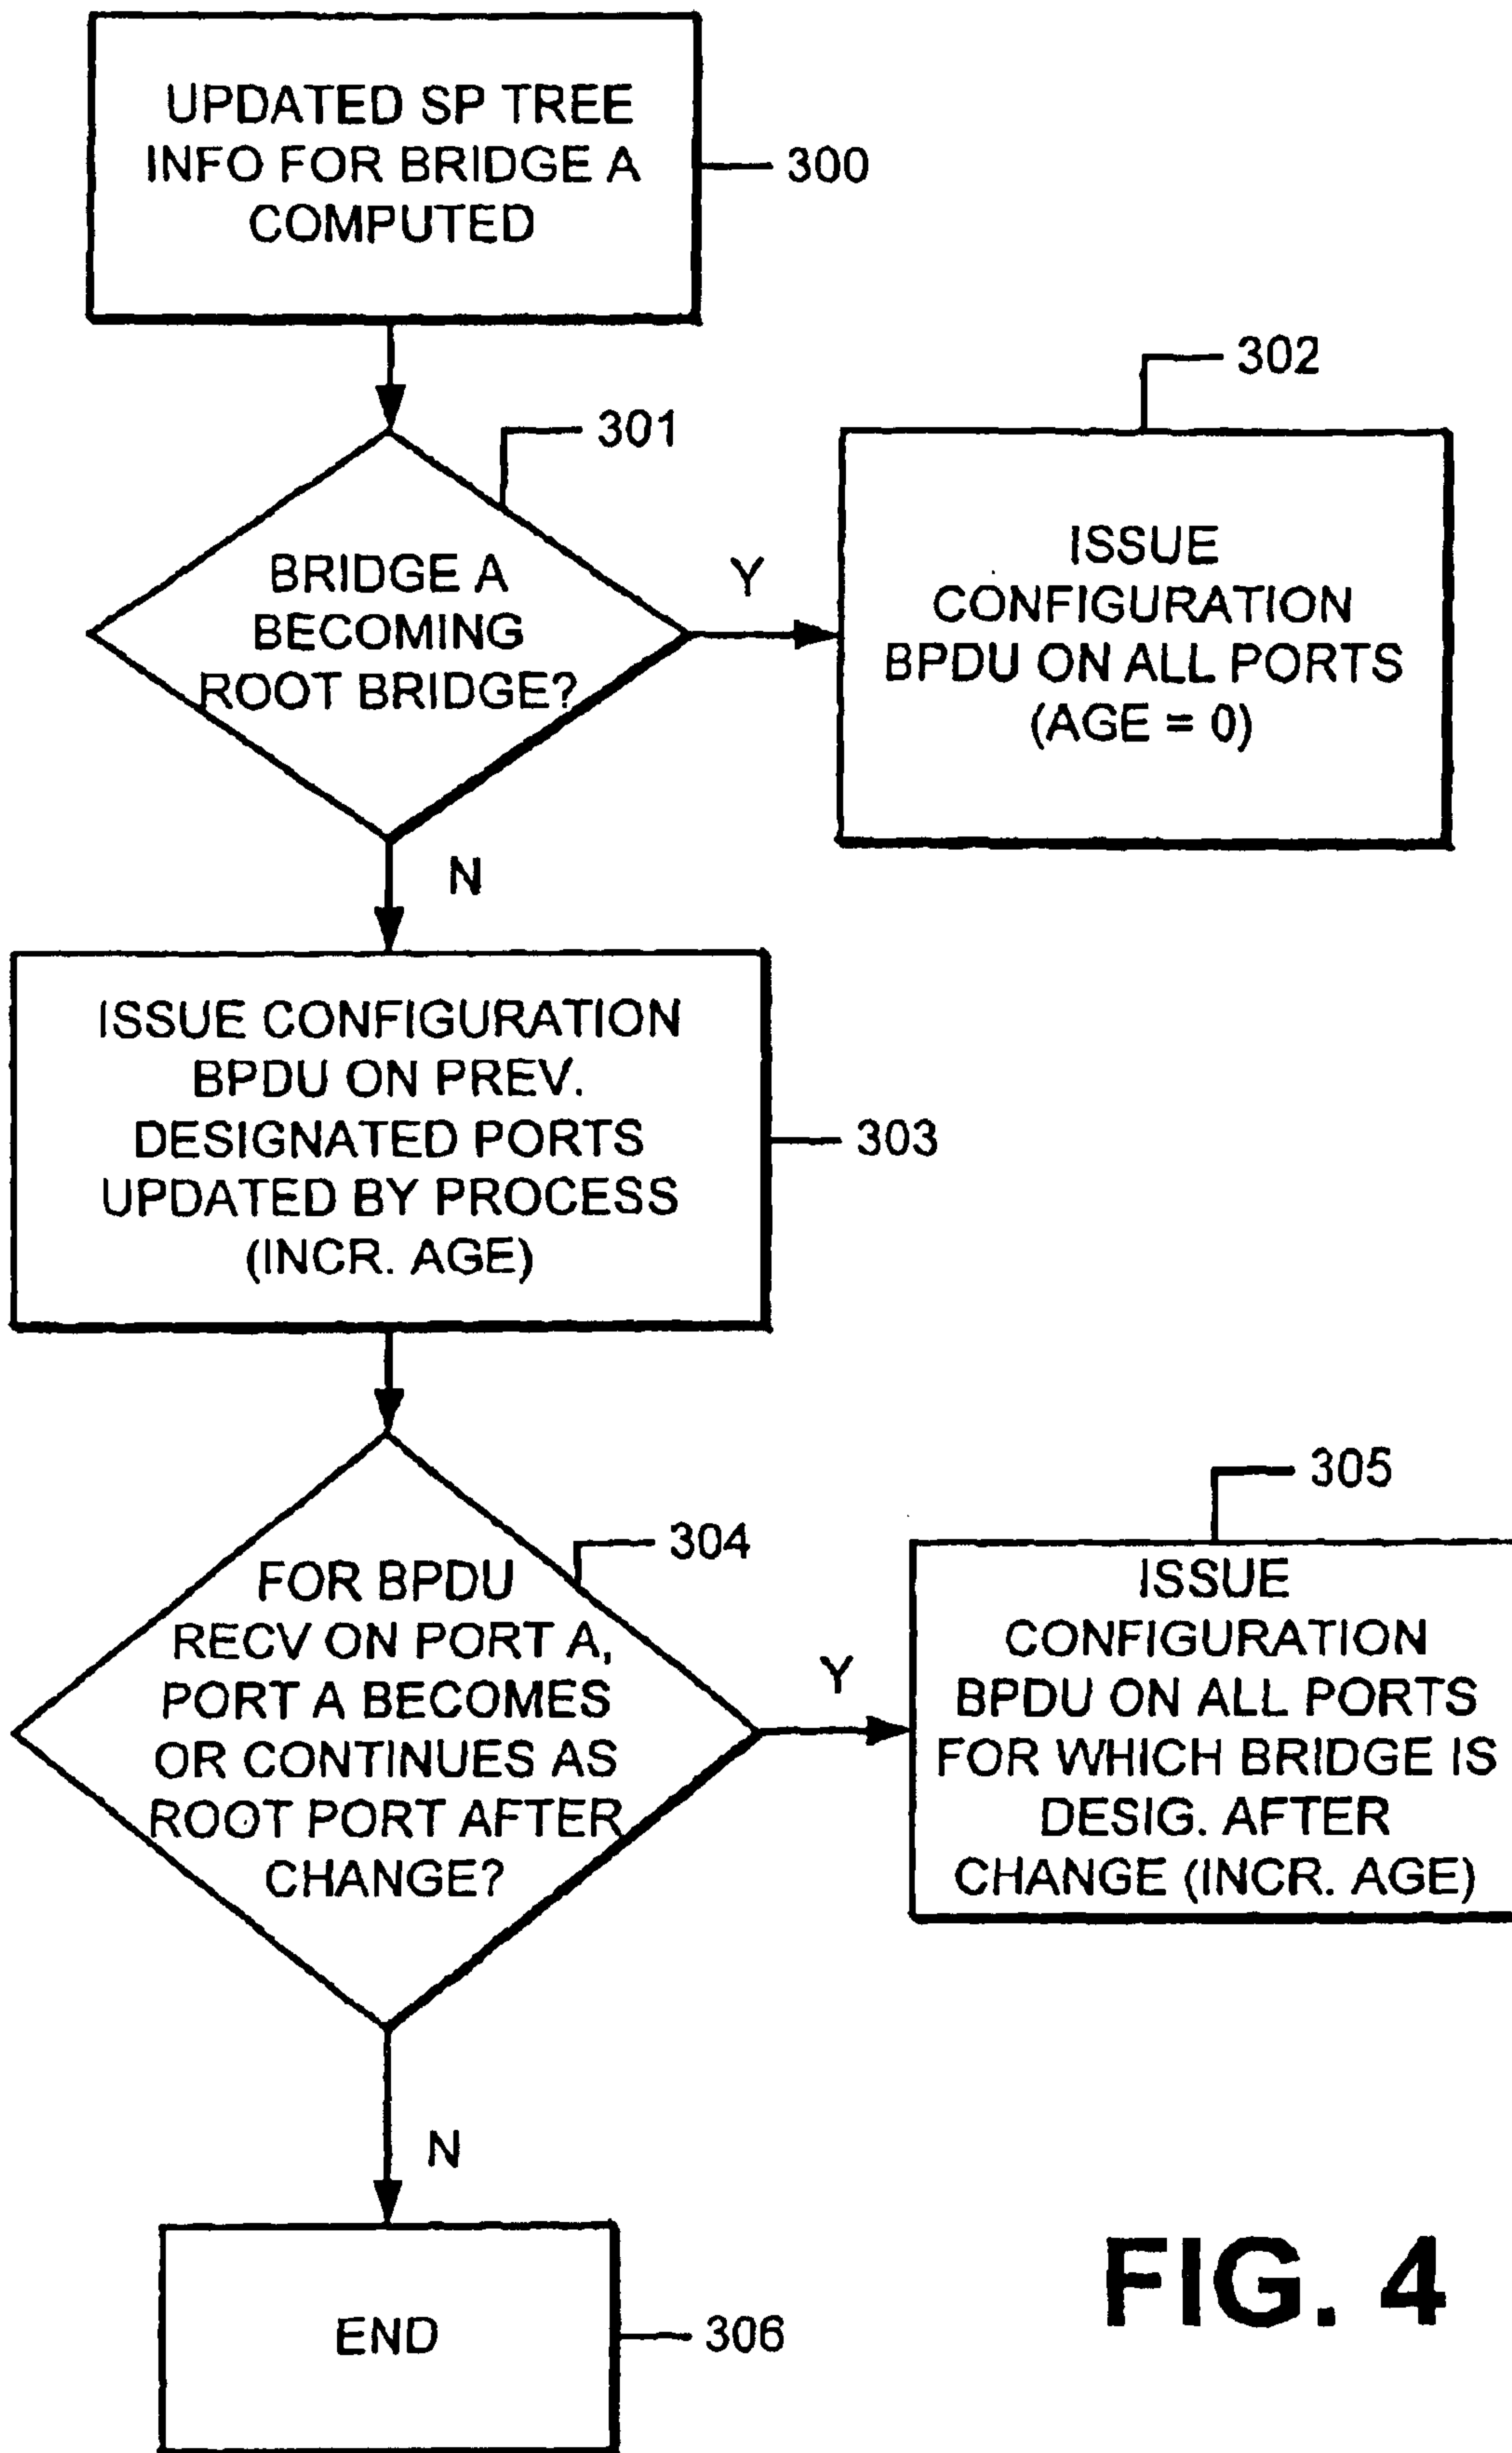 UPDATED SP TREE
INFO FOR BRIDGE A
COMPUTED
300
301
BRIDGE A
BECOMING
ROOT BRIDGE?
Y
302
ISSUE
CONFIGURATION
BPDU ON ALL PORTS
(AGE = 0)
N
ISSUE CONFIGURATION
BPDU ON PREV.
DESIGNATED PORTS
UPDATED BY PROCESS
(INCR. AGE)
303
304
FOR BPDU
RECV ON PORT A,
PORT A BECOMES
OR CONTINUES AS
ROOT PORT AFTER
CHANGE?
Y
305
ISSUE
CONFIGURATION
BPDU ON ALL PORTS
FOR WHICH BRIDGE IS
DESIG. AFTER
CHANGE (INCR. AGE)
N
END
306
FIG. 4